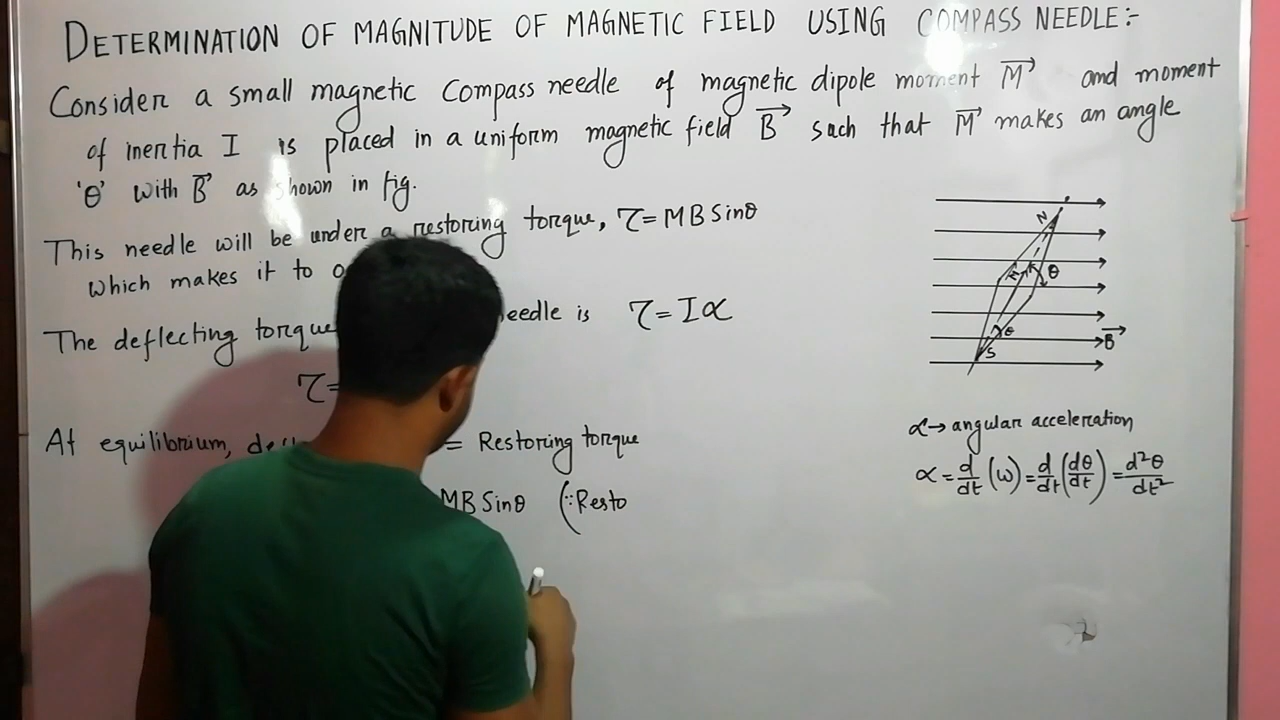 DETERMINATION OF MAGNITUDE OF MAGNETIC FIELD USING COMPASS NEEDLE:-
Consider a small magnetic Compass needle of magnetic dipole moment M⃗ and moment
of inertia I is placed in a uniform magnetic field B⃗ such that M⃗ makes an angle
'θ' with B⃗ as shown in fig.
This needle will be under a restoring torque, τ=MB Sinθ
which makes it to
The deflecting torque needle is τ=Iα
τ=
At equilibrium, = Restoring torque
MB Sinθ (∵Resto
N
θ
θ
S
B⃗
α→ angular acceleration
α=d/dt(ω)=d/dt(dθ/dt)=d²θ/dt²